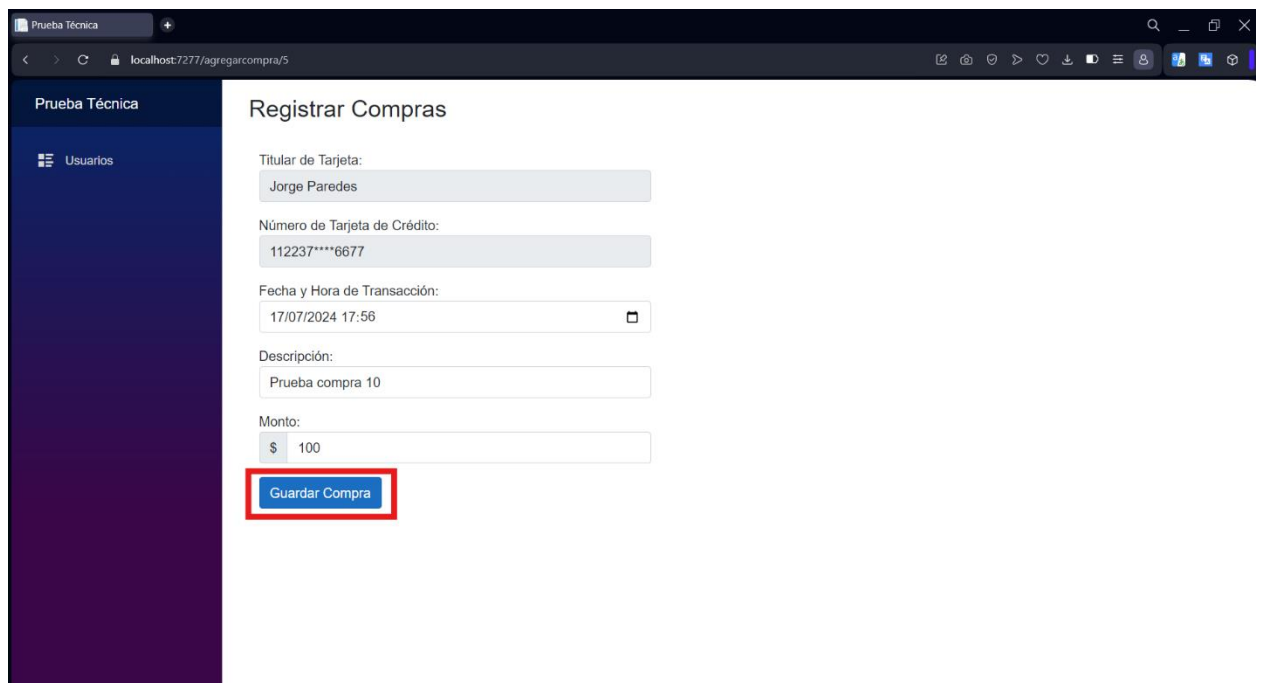 Prueba Técnica
localhost:7277/agregarcompra/5
Prueba Técnica
Usuarios
Registrar Compras
Titular de Tarjeta:
Jorge Paredes
Número de Tarjeta de Crédito:
112237****6677
Fecha y Hora de Transacción:
17/07/2024 17:56
Descripción:
Prueba compra 10
Monto:
$ 100
Guardar Compra